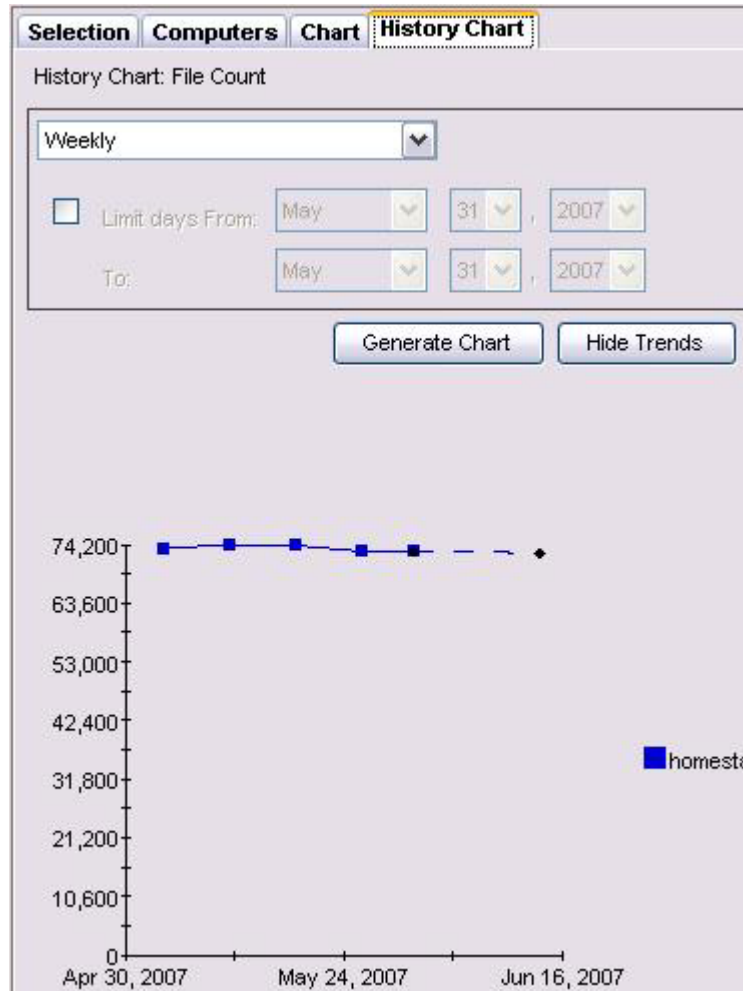 Selection Computers Chart History Chart
History Chart: File Count
Weekly
Limit days From: May 31 , 2007
To: May 31 , 2007
Generate Chart Hide Trends
74,200
63,600
53,000
42,400
31,800
homesta
21,200
10,600
0
Apr 30, 2007 May 24, 2007 Jun 16, 2007